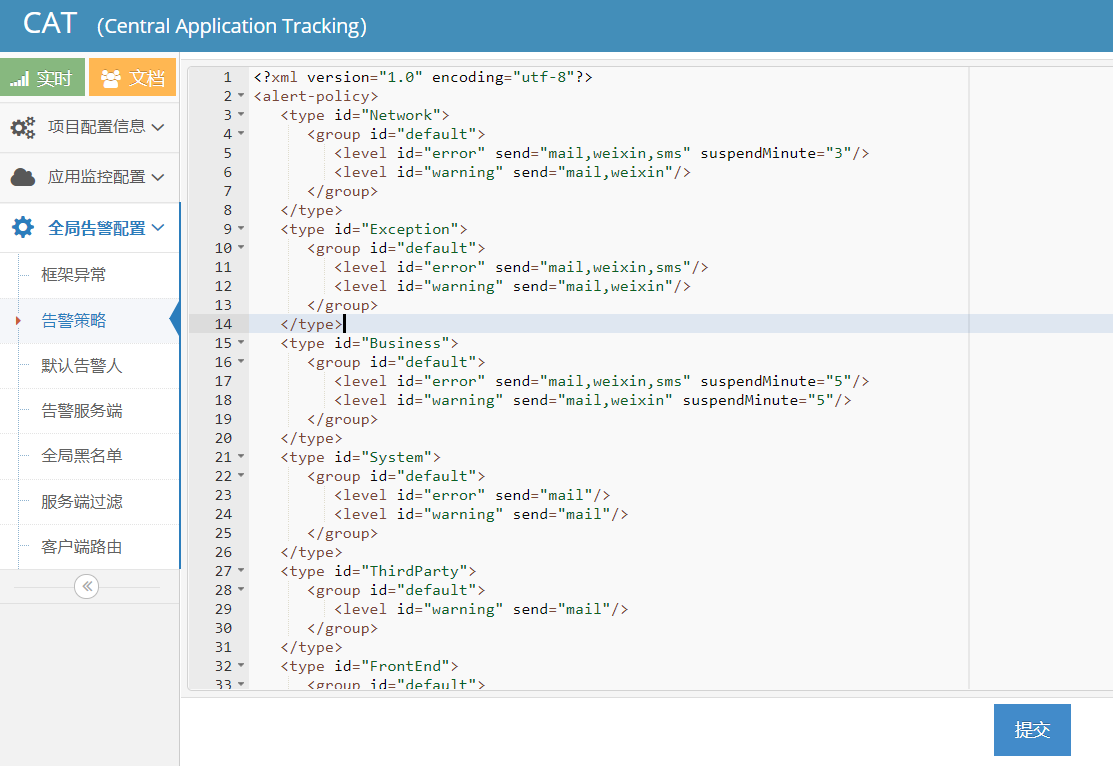 CAT (Central Application Tracking)
实时 文档
项目配置信息
应用监控配置
全局告警配置
框架异常
告警策略
默认告警人
告警服务端
全局黑名单
服务端过滤
客户端路由
1 <?xml version="1.0" encoding="utf-8"?>
2 <alert-policy>
3 <type id="Network">
4 <group id="default">
5 <level id="error" send="mail,weixin,sms" suspendMinute="3"/>
6 <level id="warning" send="mail,weixin"/>
7 </group>
8 </type>
9 <type id="Exception">
10 <group id="default">
11 <level id="error" send="mail,weixin,sms"/>
12 <level id="warning" send="mail,weixin"/>
13 </group>
14 </type>
15 <type id="Business">
16 <group id="default">
17 <level id="error" send="mail,weixin,sms" suspendMinute="5"/>
18 <level id="warning" send="mail,weixin" suspendMinute="5"/>
19 </group>
20 </type>
21 <type id="System">
22 <group id="default">
23 <level id="error" send="mail"/>
24 <level id="warning" send="mail"/>
25 </group>
26 </type>
27 <type id="ThirdParty">
28 <group id="default">
29 <level id="warning" send="mail"/>
30 </group>
31 </type>
32 <type id="FrontEnd">
33 <group id="default">
提交